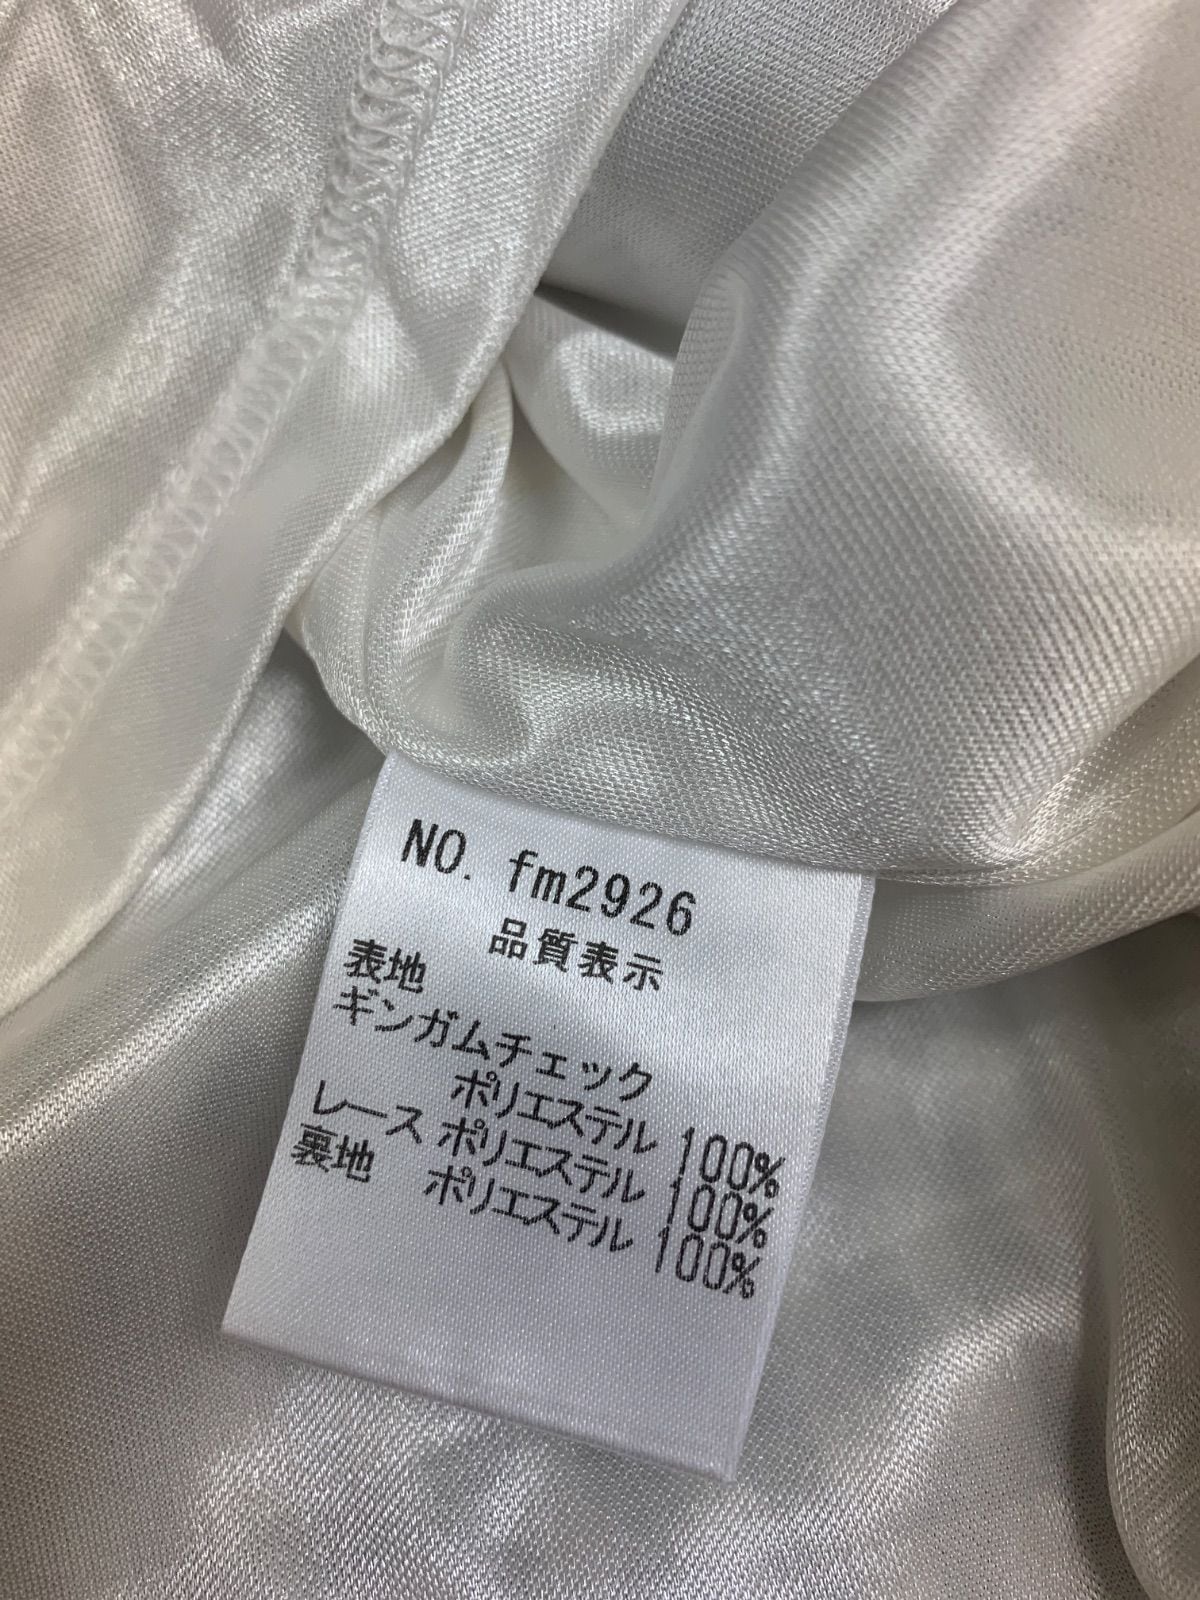 NO. fm2926
品質表示
表地
ギンガムチェック
ポリエステル 100%
レース ポリエステル 100%
裏地 ポリエステル 100%